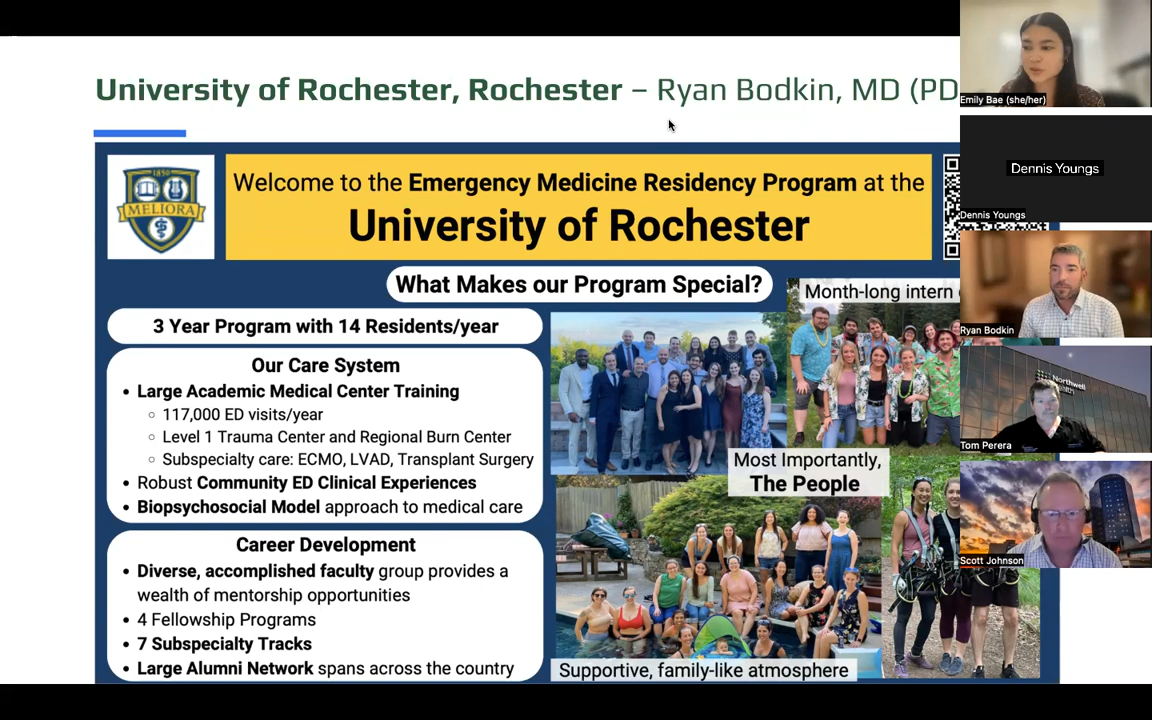 University of Rochester, Rochester – Ryan Bodkin, MD (PD
1850
MELIORA
Welcome to the Emergency Medicine Residency Program at the
University of Rochester
What Makes our Program Special?
3 Year Program with 14 Residents/year
Our Care System
• Large Academic Medical Center Training
◦ 117,000 ED visits/year
◦ Level 1 Trauma Center and Regional Burn Center
◦ Subspecialty care: ECMO, LVAD, Transplant Surgery
• Robust Community ED Clinical Experiences
• Biopsychosocial Model approach to medical care
Career Development
• Diverse, accomplished faculty group provides a
wealth of mentorship opportunities
• 4 Fellowship Programs
• 7 Subspecialty Tracks
• Large Alumni Network spans across the country
Month-long intern
Most Importantly,
The People
Supportive, family-like atmosphere
Emily Bae (she/her)
Dennis Youngs
Dennis Youngs
Ryan Bodkin
Northwell
Health
Tom Perera
Scott Johnson